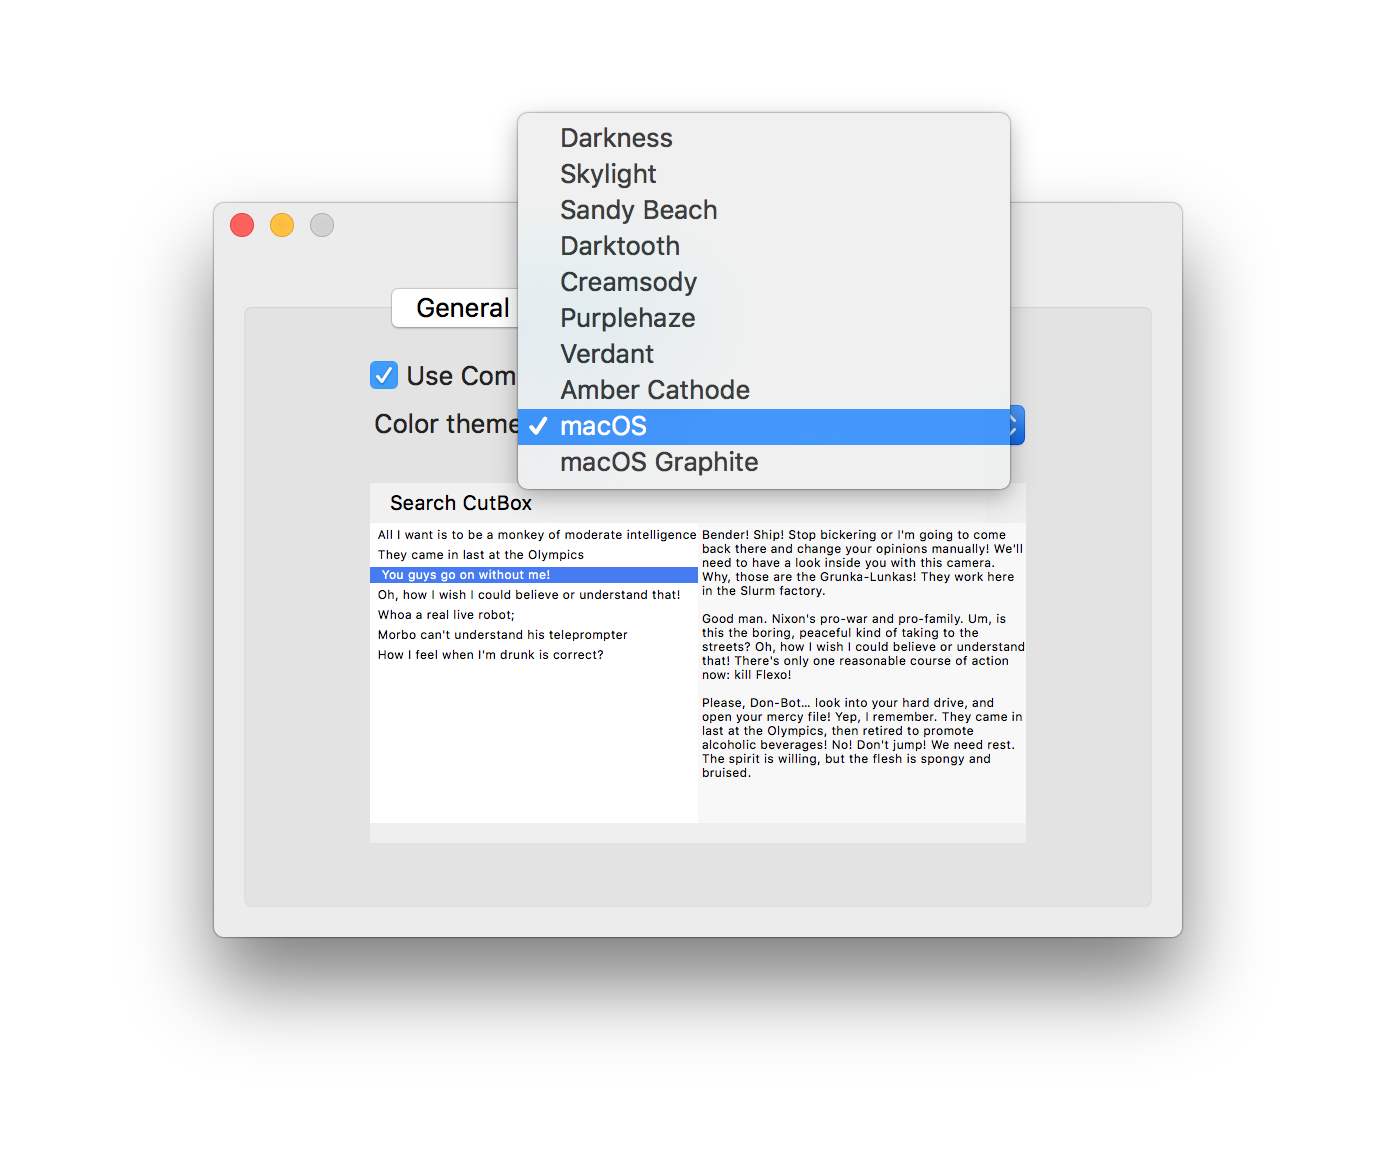 Darkness
Skylight
Sandy Beach
Darktooth
Creamsody
Purplehaze
Verdant
Amber Cathode
macOS
macOS Graphite
General
Use Com
Color theme
Search CutBox
All I want is to be a monkey of moderate intelligence
They came in last at the Olympics
You guys go on without me!
Oh, how I wish I could believe or understand that!
Whoa a real live robot;
Morbo can't understand his teleprompter
How I feel when I'm drunk is correct?
Bender! Ship! Stop bickering or I'm going to come
back there and change your opinions manually! We'll
need to have a look inside you with this camera.
Why, those are the Grunka-Lunkas! They work here
in the Slurm factory.
Good man. Nixon's pro-war and pro-family. Um, is
this the boring, peaceful kind of taking to the
streets? Oh, how I wish I could believe or understand
that! There's only one reasonable course of action
now: kill Flexo!
Please, Don-Bot... look into your hard drive, and
open your mercy file! Yep, I remember. They came in
last at the Olympics, then retired to promote
alcoholic beverages! No! Don't jump! We need rest.
The spirit is willing, but the flesh is spongy and
bruised.